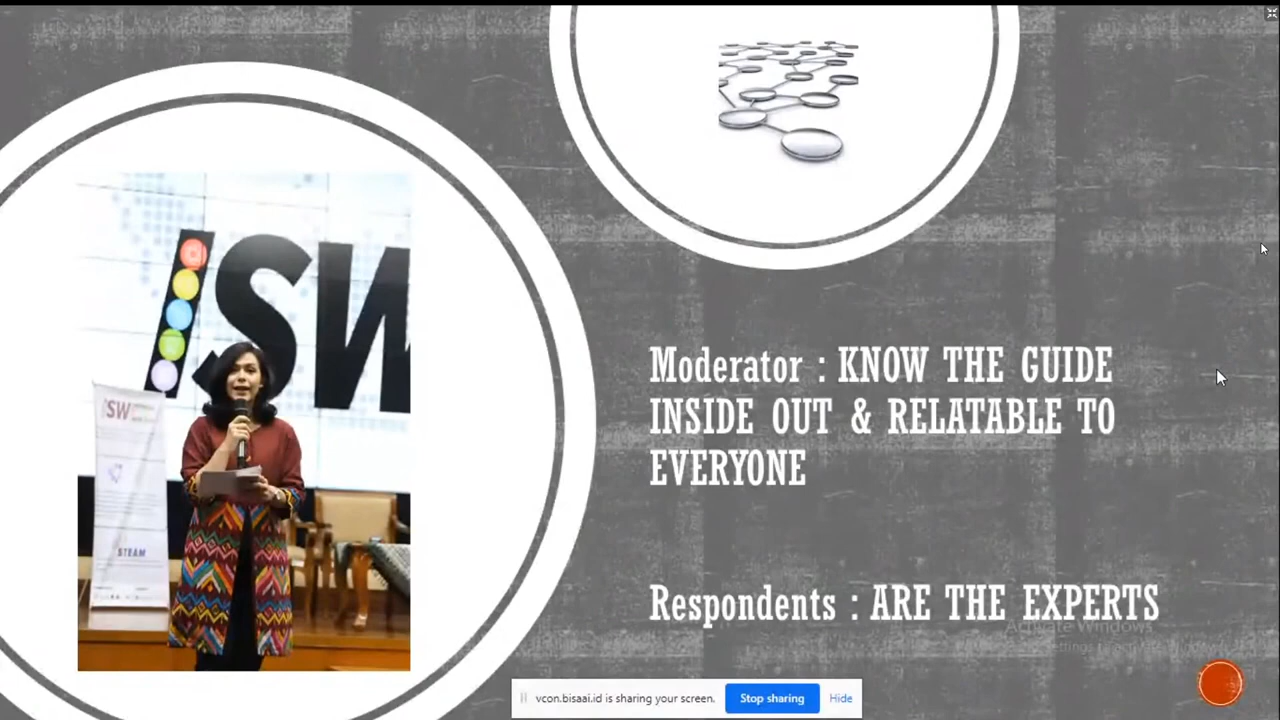 /SW
SW
STEAM
Moderator : KNOW THE GUIDE
INSIDE OUT & RELATABLE TO
EVERYONE
Respondents : ARE THE EXPERTS
Activate Windows
vcon.bisaai.id is sharing your screen.
Stop sharing
Hide